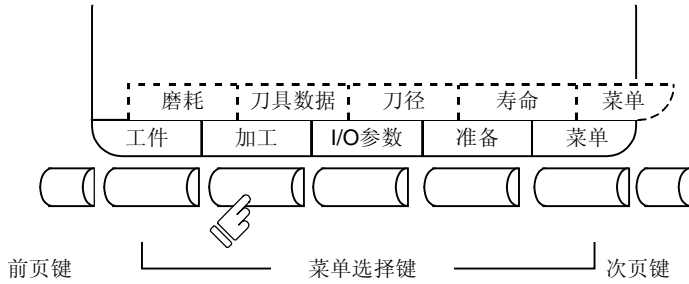 磨耗 刀具数据 刀径 寿命 菜单
工件 加工 I/O参数 准备 菜单
前页键 菜单选择键 次页键